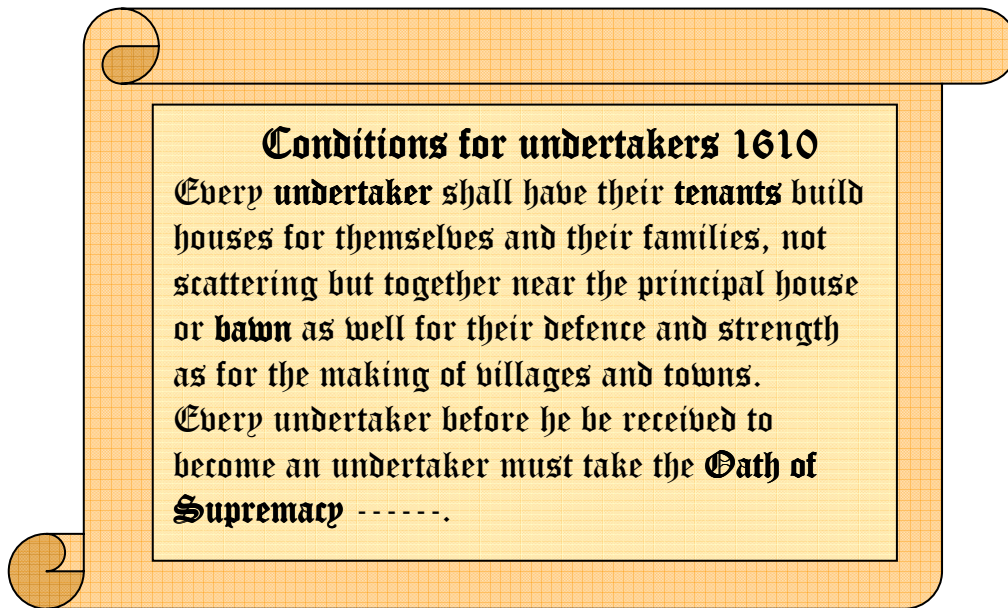 Conditions for undertakers 1610
Every undertaker shall have their tenants build
houses for themselves and their families, not
scattering but together near the principal house
or bawn as well for their defence and strength
as for the making of villages and towns.
Every undertaker before he be received to
become an undertaker must take the Oath of
Supremacy ------.